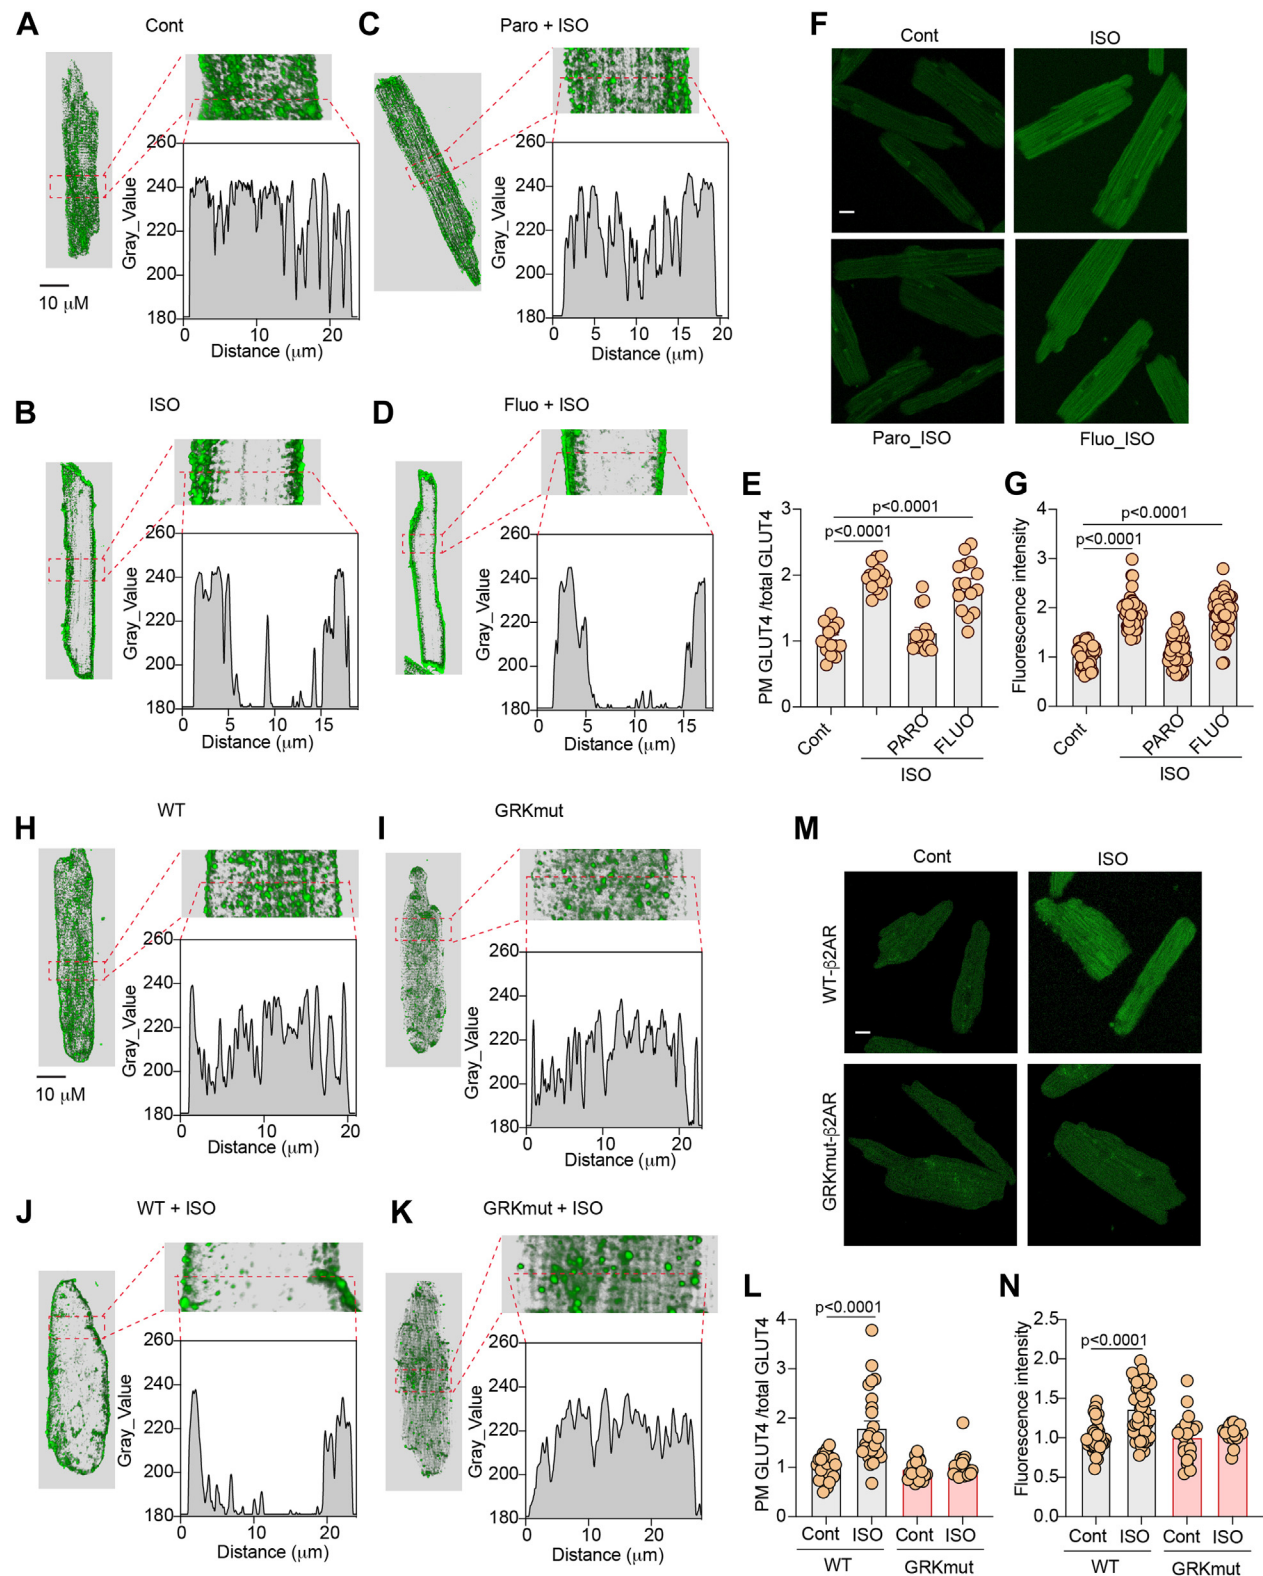 A
Cont
260
240
220
200
180
Gray_Value
0
10
20
Distance (μm)
10 μM
C
Paro + ISO
260
240
220
200
180
Gray_Value
0
5
10
15
20
Distance (μm)
F
Cont
ISO
Paro_ISO
Fluo_ISO
B
ISO
260
240
220
200
180
Gray_Value
0
5
10
15
Distance (μm)
D
Fluo + ISO
260
240
220
200
180
Gray_Value
0
5
10
15
Distance (μm)
E
PM GLUT4 /total GLUT4
3
2
1
0
p<0.0001
p<0.0001
Cont
PARO
FLUO
ISO
G
Fluorescence intensity
4
3
2
1
0
p<0.0001
p<0.0001
Cont
PARO
FLUO
ISO
H
WT
260
240
220
200
180
Gray_Value
0
10
20
Distance (μm)
10 μM
I
GRKmut
260
240
220
200
180
Gray_Value
0
10
20
Distance (μm)
M
Cont
ISO
WT-β2AR
GRKmut-β2AR
J
WT + ISO
260
240
220
200
180
Gray_Value
0
10
20
Distance (μm)
K
GRKmut + ISO
260
240
220
200
180
Gray_Value
0
10
20
Distance (μm)
L
PM GLUT4 /total GLUT4
4
3
2
1
0
p<0.0001
Cont
ISO
Cont
ISO
WT
GRKmut
N
Fluorescence intensity
2.5
2.0
1.5
1.0
0.5
0.0
p<0.0001
Cont
ISO
Cont
ISO
WT
GRKmut